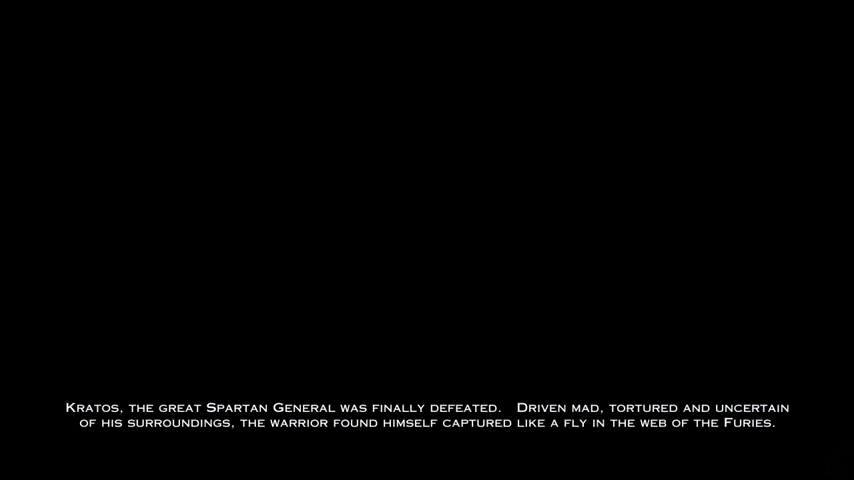 Kratos, the great Spartan General was finally defeated. Driven mad, tortured and uncertain
of his surroundings, the warrior found himself captured like a fly in the web of the Furies.